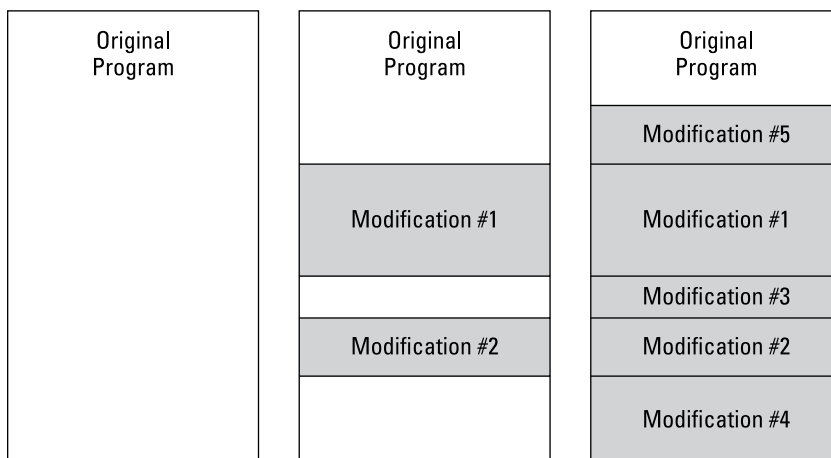 Original
Program
Original
Program
Modification #1
Modification #2
Original
Program
Modification #5
Modification #1
Modification #3
Modification #2
Modification #4